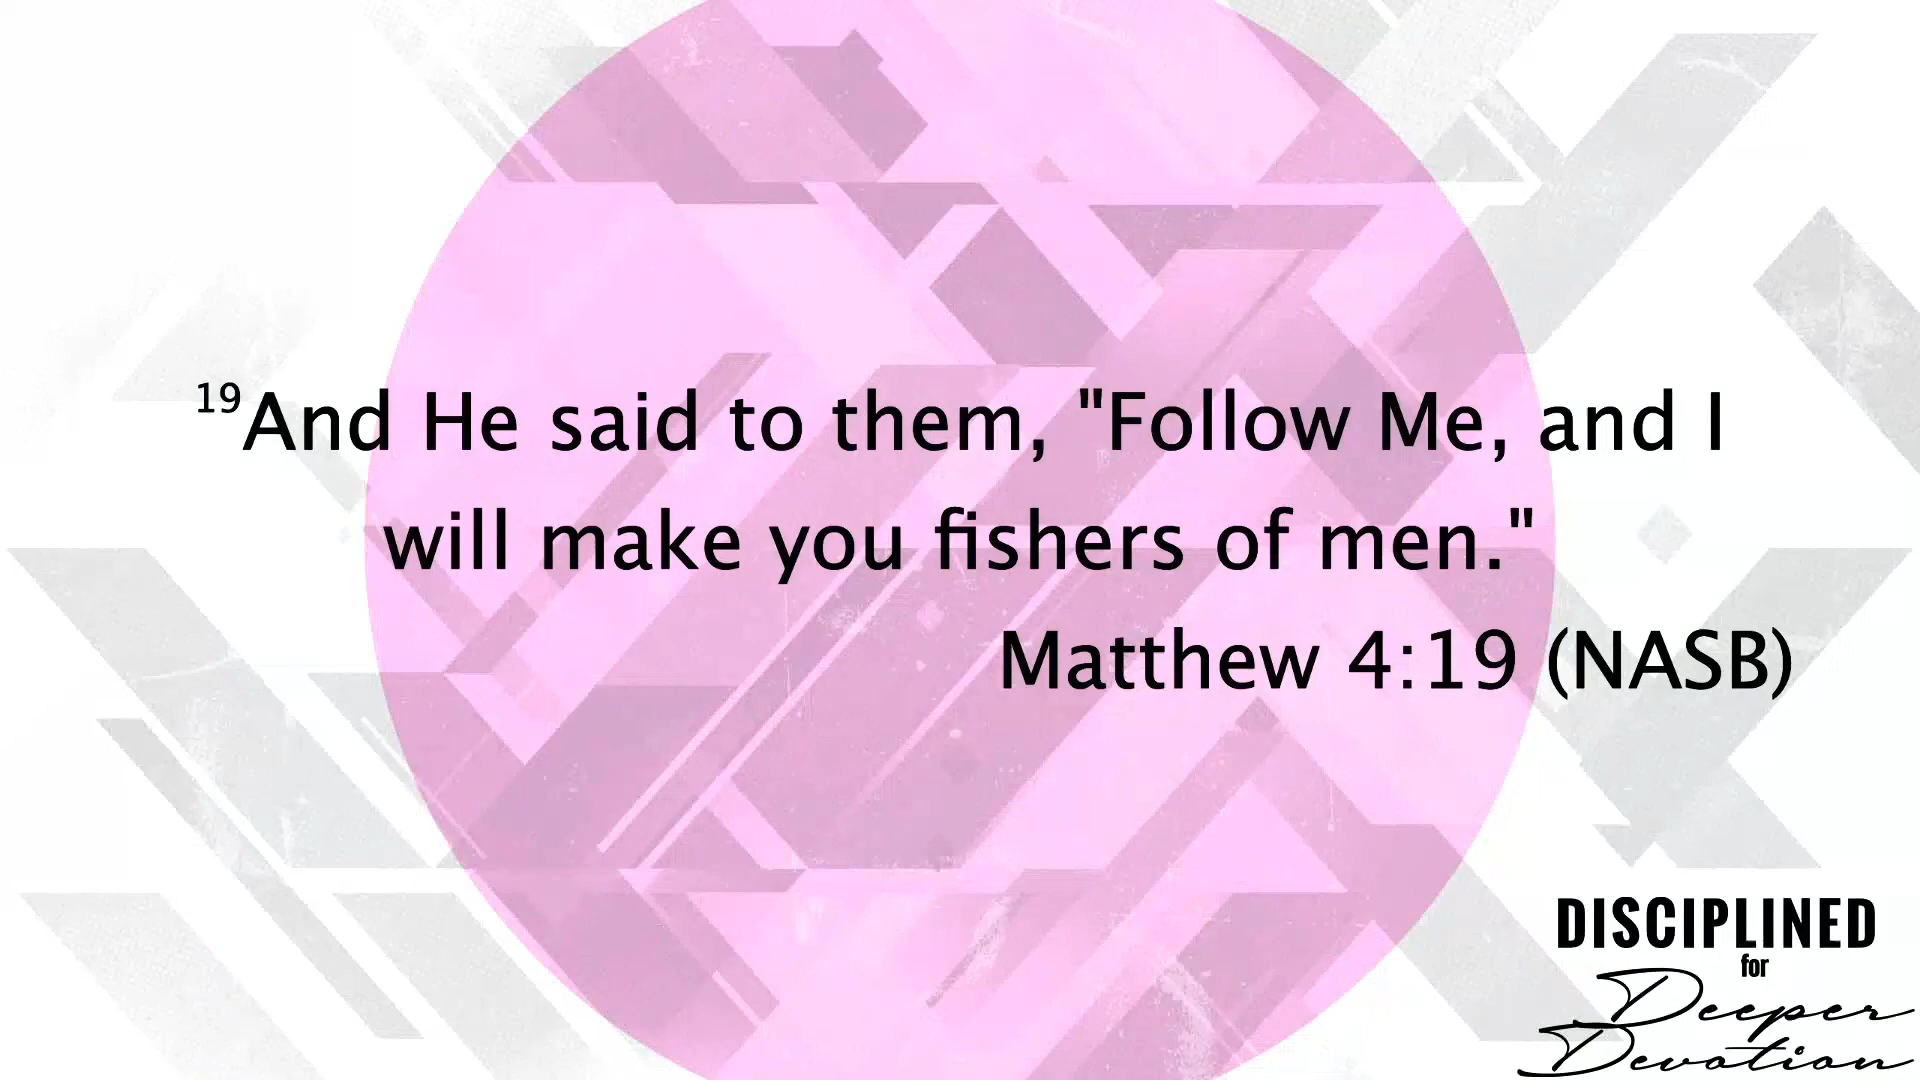 19And He said to them, "Follow Me, and I
will make you fishers of men."
Matthew 4:19 (NASB)
DISCIPLINED
for
Deeper
Devotion